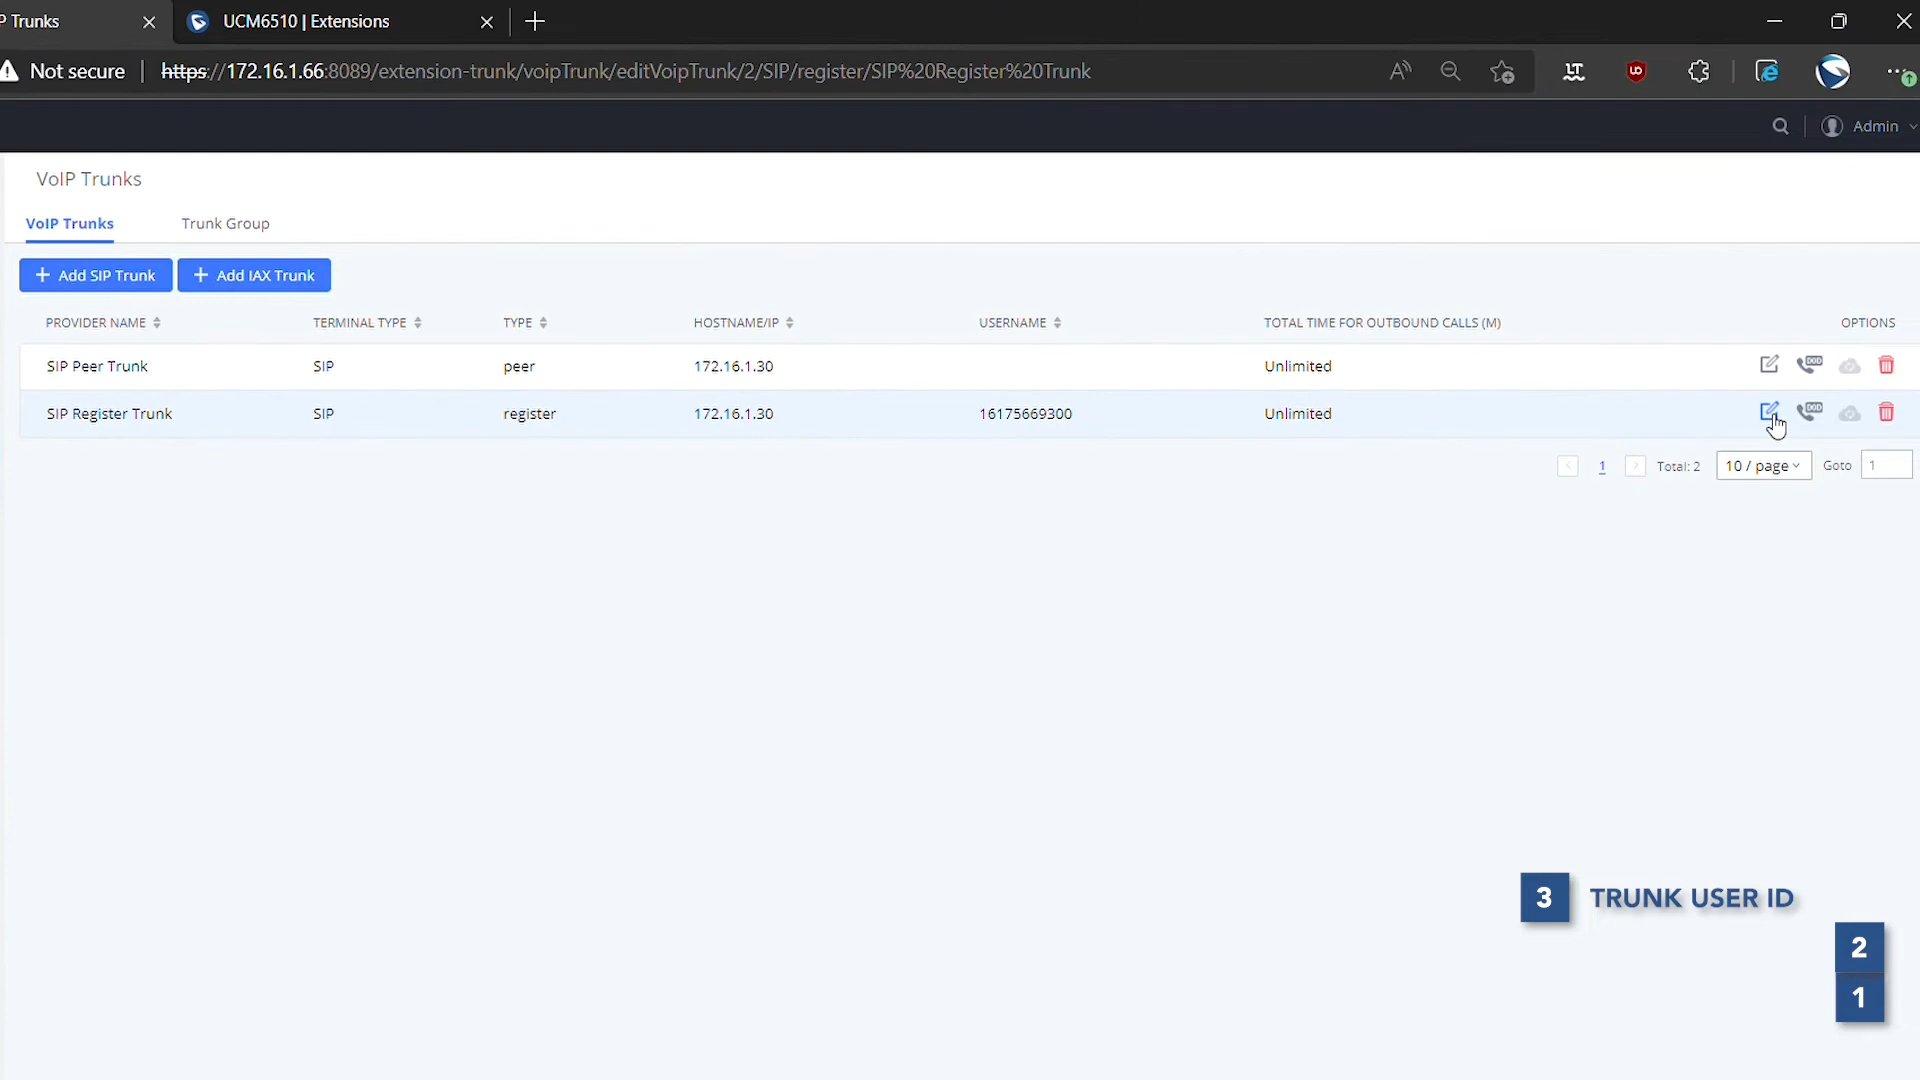 P Trunks
UCM6510 | Extensions
Not secure
https://172.16.1.66:8089/extension-trunk/voipTrunk/editVoipTrunk/2/SIP/register/SIP%20Register%20Trunk
Admin
VoIP Trunks
VoIP Trunks
Trunk Group
+ Add SIP Trunk
+ Add IAX Trunk
PROVIDER NAME TERMINAL TYPE TYPE HOSTNAME/IP USERNAME TOTAL TIME FOR OUTBOUND CALLS (M) OPTIONS
SIP Peer Trunk SIP peer 172.16.1.30 Unlimited DOD
SIP Register Trunk SIP register 172.16.1.30 16175669300 Unlimited DOD
< 1 > Total: 2 10 / page Goto 1
3 TRUNK USER ID
2
1